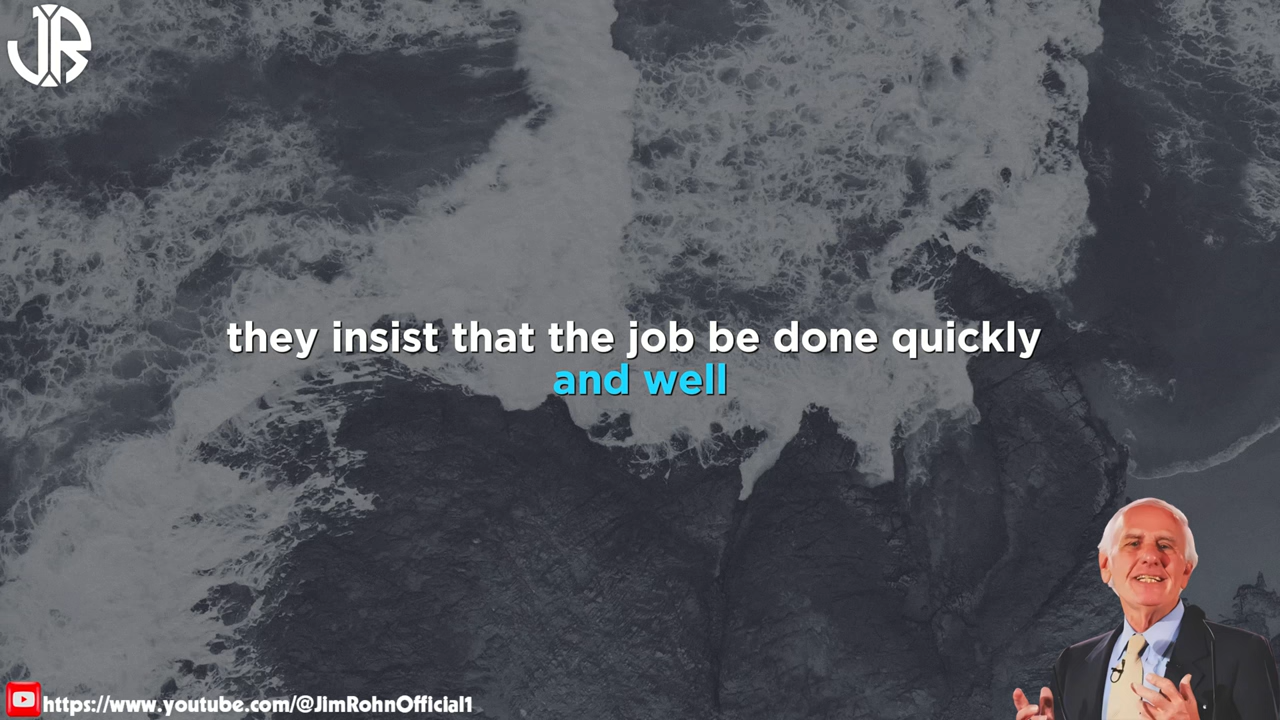 JR
they insist that the job be done quickly
and well
https://www.youtube.com/@JimRohnOfficial1